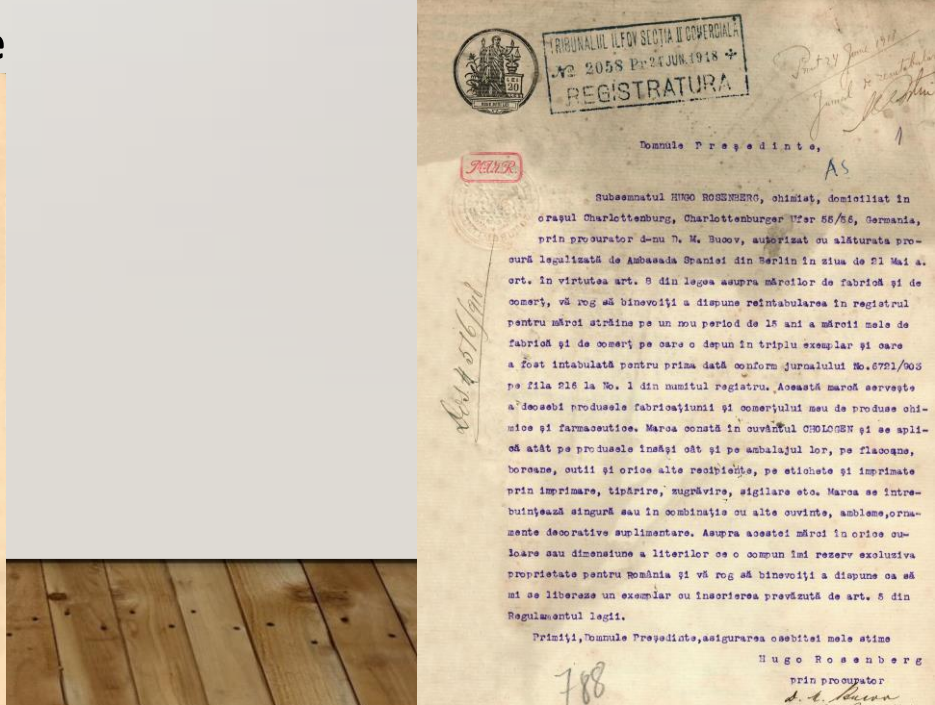 e
TRIBUNALUL ILFOV SECTIA II COMERCIALĂ
№ 2058 Pr 24 JUN. 1918
REGISTRATURA
LEI
20
Domnule Preşedinte,
AS
1
Subsemnatul HUGO ROSENBERG, chimist, domiciliat în
oraşul Charlottenburg, Charlottenburger Ufer 55/56, Germania,
prin procurator d-nu D. M. Bucov, autorizat cu alăturata pro-
cură legalizată de Ambasada Spaniei din Berlin în ziua de 21 Mai a.
crt. în virtutea art. 8 din legea asupra mărcilor de fabrică şi de
comerţ, vă rog să binevoiţi a dispune reîntabularea în registrul
pentru mărci străine pe un nou period de 15 ani a mărcii mele de
fabrică şi de comerţ pe care o depun în triplu exemplar şi care
a fost intabulată pentru prima dată conform jurnalului No.6721/903
pe fila 216 la No. 1 din numitul registru. Această marcă serveşte
a deosebi produsele fabricaţiunii şi comerţului meu de produse chi-
mice şi farmaceutice. Marca constă în cuvântul CHOLOGEN şi se apli-
că atât pe produsele însăşi cât şi pe ambalajul lor, pe flacoane,
borcane, cutii şi orice alte recipiente, pe etichete şi imprimate
prin imprimare, tipărire, zugrăvire, sigilare etc. Marca se între-
buinţează singură sau în combinaţie cu alte cuvinte, embleme,orna-
mente decorative suplimentare. Asupra acestei mărci în orice cu-
loare sau dimensiune a literilor ce o compun îmi rezerv excluziva
proprietate pentru România şi vă rog să binevoiţi a dispune ca să
mi se libereze un exemplar cu înscrierea prevăzută de art. 5 din
Regulamentul legii.
Primiţi,Domnule Preşedinte,asigurarea osebitei mele stime
Hugo Rosenberg
prin procurator
788